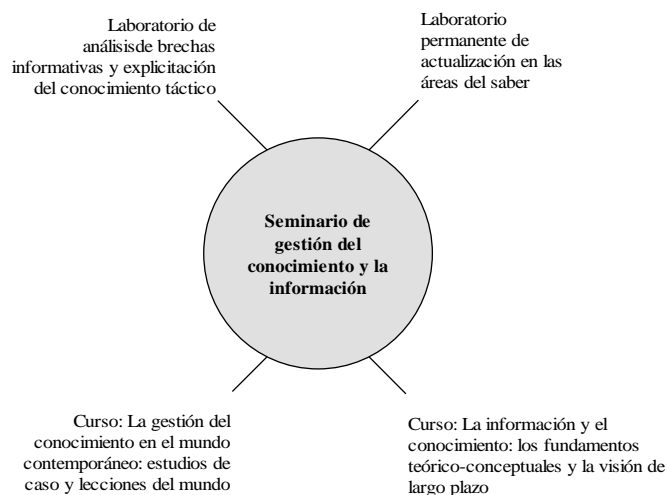 Laboratorio de
análisisde brechas
informativas y explicitación
del conocimiento táctico
Laboratorio
permanente de
actualización en las
áreas del saber
Seminario de
gestión del
conocimiento y la
información
Curso: La gestión del
conocimiento en el mundo
contemporáneo: estudios de
caso y lecciones del mundo
Curso: La información y el
conocimiento: los fundamentos
teórico-conceptuales y la visión de
largo plazo